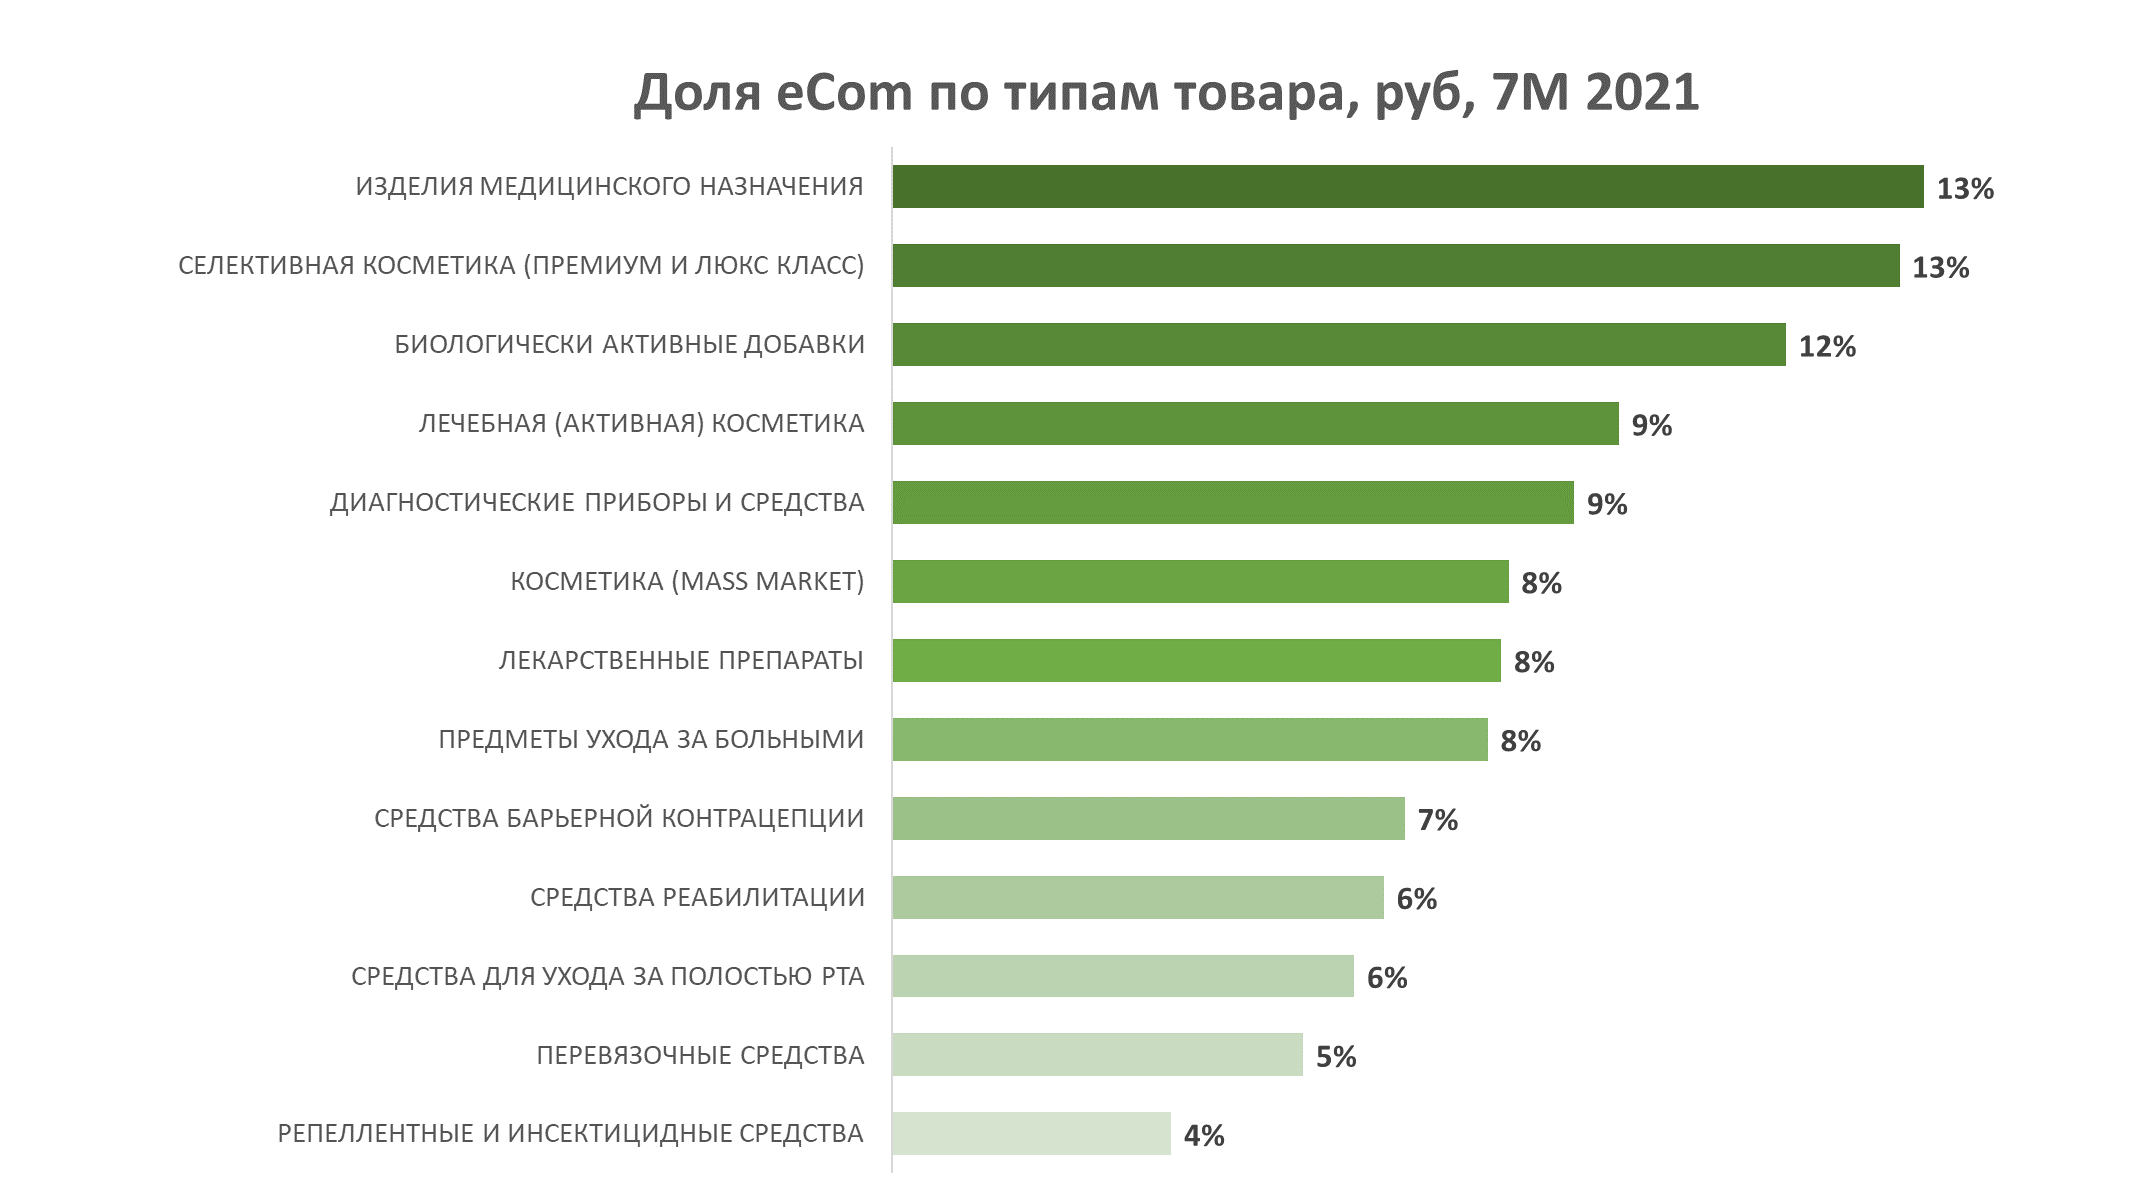 Доля eCom по типам товара, руб, 7М 2021
ИЗДЕЛИЯ МЕДИЦИНСКОГО НАЗНАЧЕНИЯ 13%
СЕЛЕКТИВНАЯ КОСМЕТИКА (ПРЕМИУМ И ЛЮКС КЛАСС) 13%
БИОЛОГИЧЕСКИ АКТИВНЫЕ ДОБАВКИ 12%
ЛЕЧЕБНАЯ (АКТИВНАЯ) КОСМЕТИКА 9%
ДИАГНОСТИЧЕСКИЕ ПРИБОРЫ И СРЕДСТВА 9%
КОСМЕТИКА (MASS MARKET) 8%
ЛЕКАРСТВЕННЫЕ ПРЕПАРАТЫ 8%
ПРЕДМЕТЫ УХОДА ЗА БОЛЬНЫМИ 8%
СРЕДСТВА БАРЬЕРНОЙ КОНТРАЦЕПЦИИ 7%
СРЕДСТВА РЕАБИЛИТАЦИИ 6%
СРЕДСТВА ДЛЯ УХОДА ЗА ПОЛОСТЬЮ РТА 6%
ПЕРЕВЯЗОЧНЫЕ СРЕДСТВА 5%
РЕПЕЛЛЕНТНЫЕ И ИНСЕКТИЦИДНЫЕ СРЕДСТВА 4%